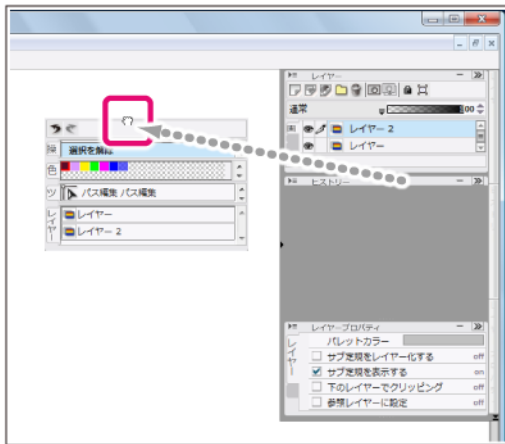 レイヤー
通常
00
レイヤー 2
レイヤー
選択を解除
色
ツ
パス編集 パス編集
レイヤー
レイヤー
レイヤー 2
ヒストリー
レイヤープロパティ
レイヤー
パレットカラー
サブ定規をレイヤー化する off
サブ定規を表示する on
下のレイヤーでクリッピング off
参照レイヤーに設定 off